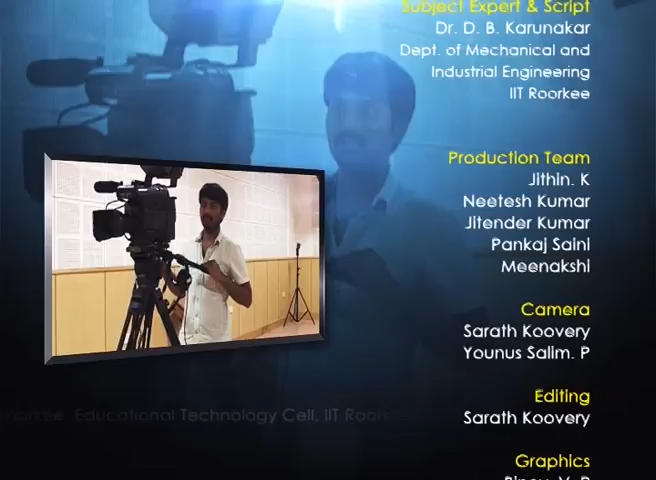 Subject Expert & Script
Dr. D. B. Karunakar
Dept. of Mechanical and
Industrial Engineering
IIT Roorkee
Production Team
Jithin. K
Neetesh Kumar
Jitender Kumar
Pankaj Saini
Meenakshi
Camera
Sarath Koovery
Younus Salim. P
Editing
Sarath Koovery
Educational Technology Cell, IIT
Graphics